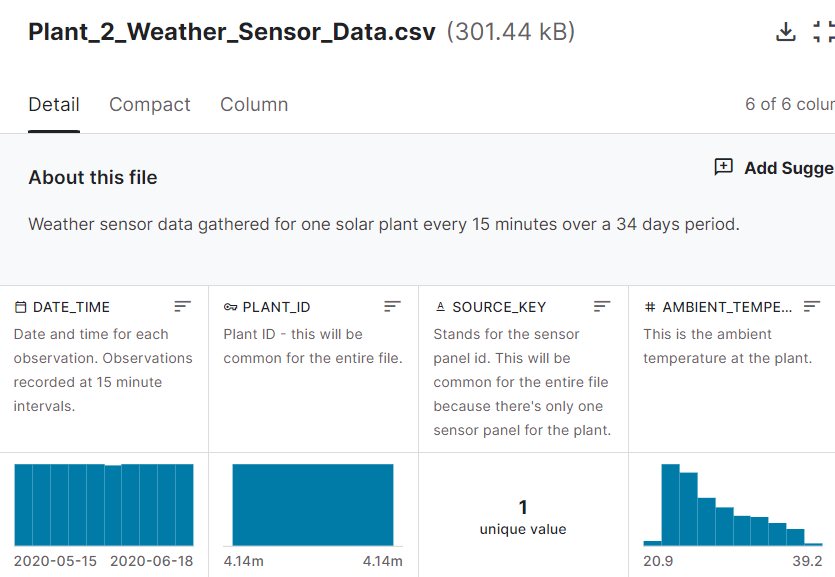 Plant_2_Weather_Sensor_Data.csv (301.44 kB)
Detail Compact Column 6 of 6 colur
About this file
Add Sugge
Weather sensor data gathered for one solar plant every 15 minutes over a 34 days period.
DATE_TIME
Date and time for each
observation. Observations
recorded at 15 minute
intervals.
PLANT_ID
Plant ID - this will be
common for the entire file.
A SOURCE_KEY
Stands for the sensor
panel id. This will be
common for the entire file
because there's only one
sensor panel for the plant.
# AMBIENT_TEMPE...
This is the ambient
temperature at the plant.
2020-05-15 2020-06-18
4.14m 4.14m
1
unique value
20.9 39.2